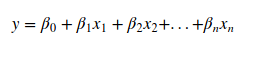 y = β₀ + β₁x₁ + β₂x₂+. . . +βₙxₙ